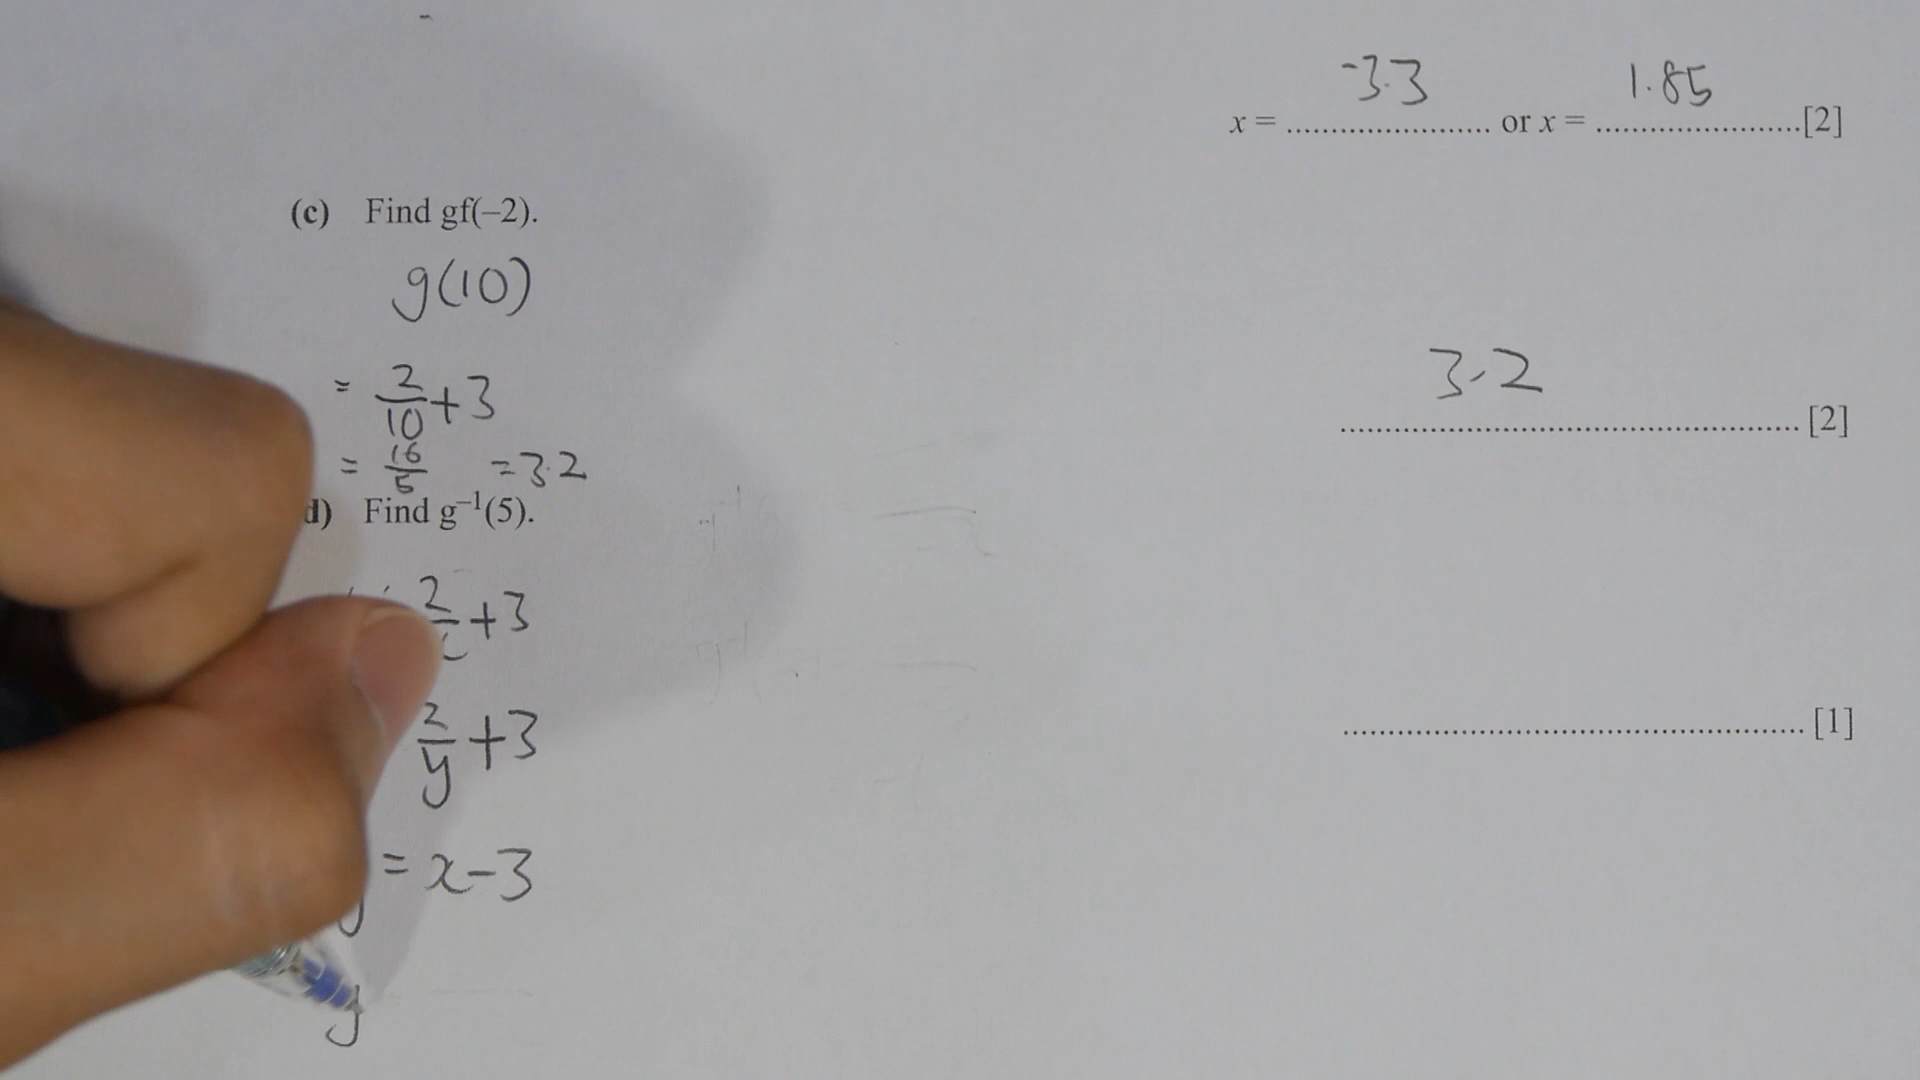 -3.3 1.85
x = ........................ or x = ........................[2]
(c) Find gf(–2).
g(10)
= 2/10 + 3
= 16/5 = 3.2
3.2
................................................ [2]
d) Find g⁻¹(5).
2/ +3
2/y + 3
................................................ [1]
= x - 3
y